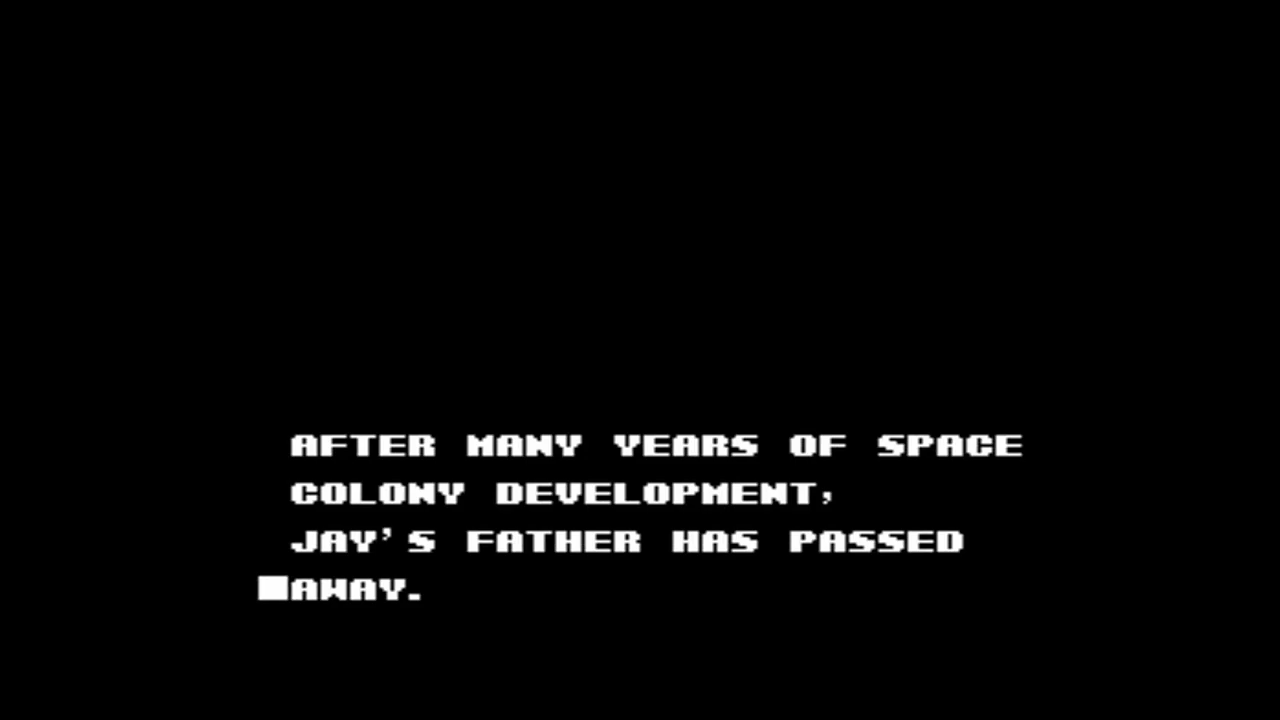 AFTER MANY YEARS OF SPACE
COLONY DEVELOPMENT,
JAY'S FATHER HAS PASSED
AWAY.